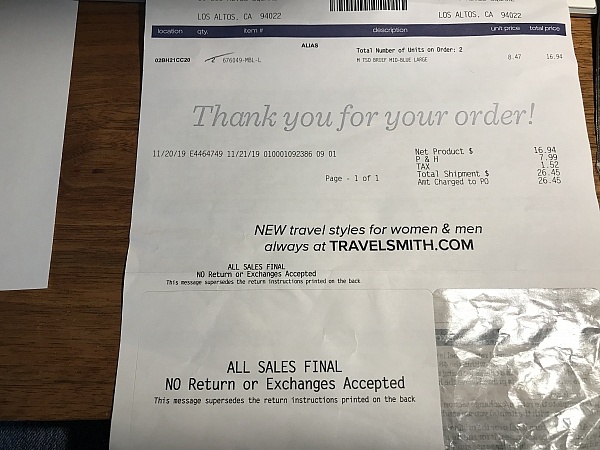 LOS ALTOS, CA 94022 LOS ALTOS, CA 94022
location qty. item # description unit price total price
ALIAS
Total Number of Units on Order: 2
02BH21CC20 2 676049-MBL-L M TSD BRIEF MID-BLUE LARGE 8.47 16.94
Thank you for your order!
11/20/19 E4464749 11/21/19 010001092386 09 01
Net Product $ 16.94
P & H 7.99
TAX 1.52
Total Shipment $ 26.45
Amt Charged to PO 26.45
Page - 1 of 1
NEW travel styles for women & men
always at TRAVELSMITH.COM
ALL SALES FINAL
NO Return or Exchanges Accepted
This message supersedes the return instructions printed on the back
ALL SALES FINAL
NO Return or Exchanges Accepted
This message supersedes the return instructions printed on the back